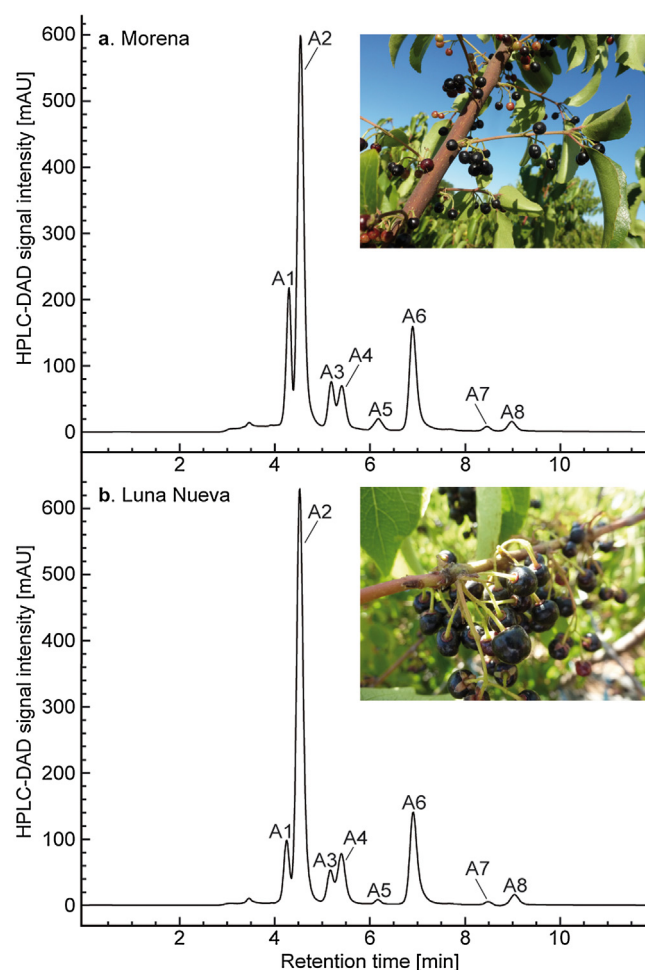 a. Morena
HPLC-DAD signal intensity [mAU]
600
500
400
300
200
100
0
A1
A2
A3
A4
A5
A6
A7
A8
2
4
6
8
10
b. Luna Nueva
HPLC-DAD signal intensity [mAU]
600
500
400
300
200
100
0
A1
A2
A3
A4
A5
A6
A7
A8
2
4
6
8
10
Retention time [min]